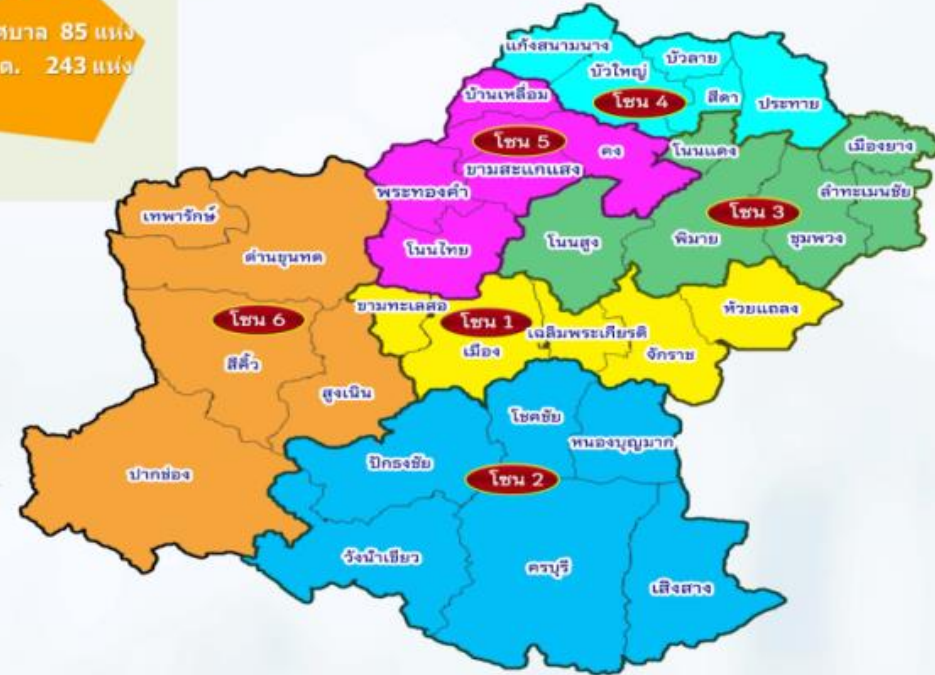 85 แห่ง
243 แห่ง
แก้งสนามนาง
บัวลาย
บัวใหญ่
โซน 4
สีดา
ประทาย
บ้านเหลื่อม
โซน 5
คง
ขามสะแกแสง
โนนแดง
เมืองยาง
พระทองคำ
ลำทะเมนชัย
โซน 3
เทพารักษ์
โนนไทย
โนนสูง
พิมาย
ชุมพวง
ด่านขุนทด
ขามทะเลสอ
ห้วยแถลง
โซน 6
โซน 1
เฉลิมพระเกียรติ
เมือง
จักราช
สีคิ้ว
สูงเนิน
โชคชัย
หนองบุญมาก
ปักธงชัย
ปากช่อง
โซน 2
วังน้ำเขียว
ครบุรี
เสิงสาง